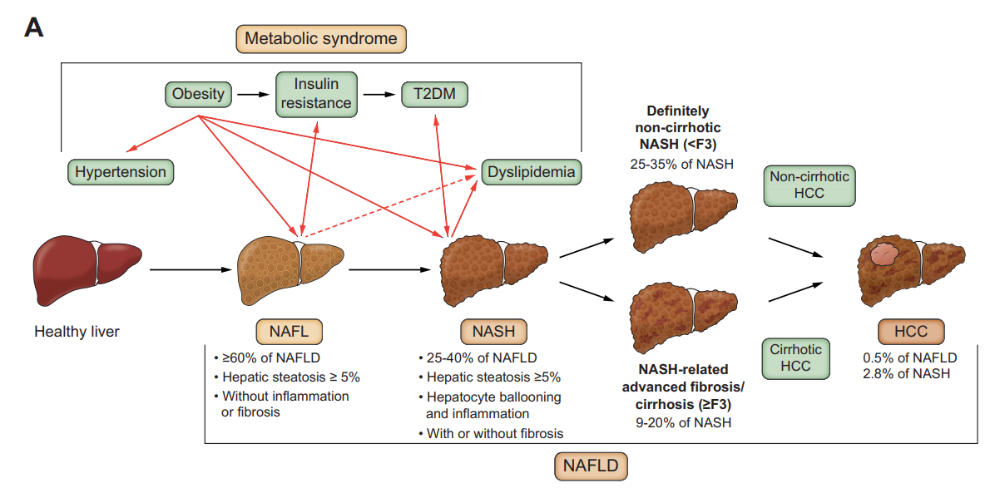 A
Metabolic syndrome
Obesity
Insulin
resistance
T2DM
Hypertension
Dyslipidemia
Definitely
non-cirrhotic
NASH (<F3)
25-35% of NASH
Non-cirrhotic
HCC
Healthy liver
NAFL
• ≥60% of NAFLD
• Hepatic steatosis ≥ 5%
• Without inflammation
or fibrosis
NASH
• 25-40% of NAFLD
• Hepatic steatosis ≥5%
• Hepatocyte ballooning
and inflammation
• With or without fibrosis
NASH-related
advanced fibrosis/
cirrhosis (≥F3)
9-20% of NASH
Cirrhotic
HCC
HCC
0.5% of NAFLD
2.8% of NASH
NAFLD